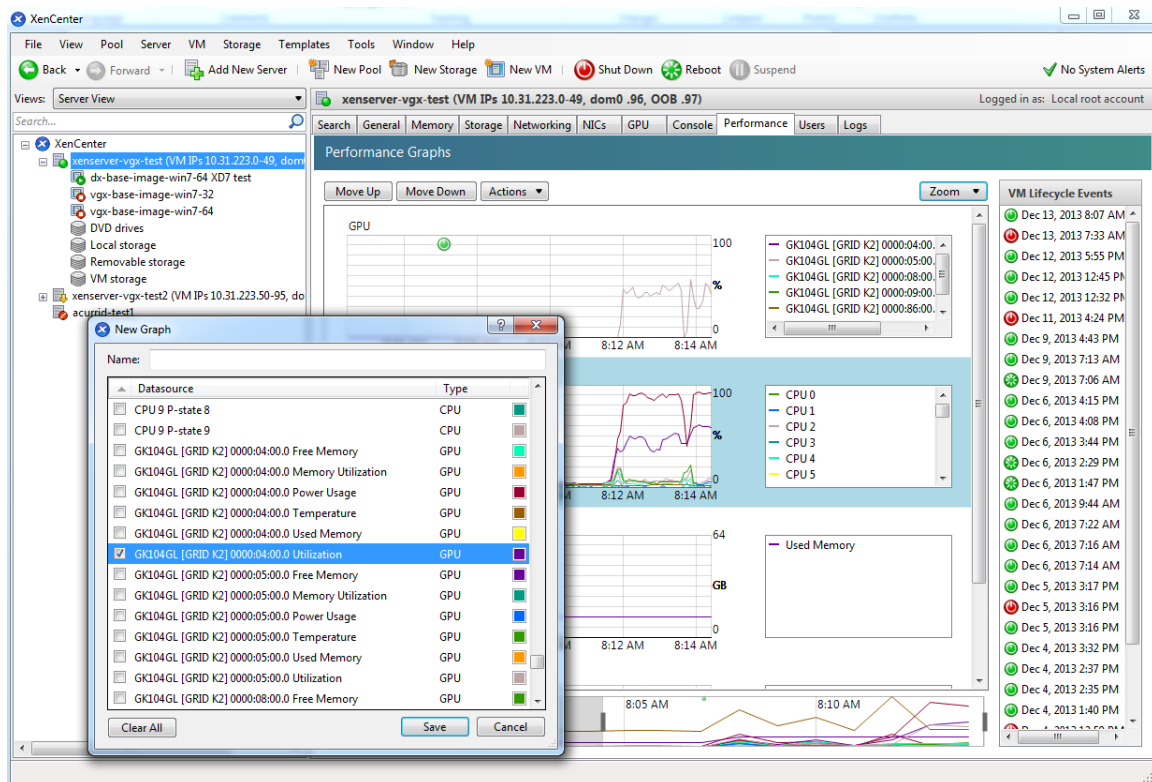 XenCenter
File View Pool Server VM Storage Templates Tools Window Help
Back Forward Add New Server New Pool New Storage New VM Shut Down Reboot Suspend No System Alerts
Views: Server View
xenserver-vgx-test (VM IPs 10.31.223.0-49, dom0 .96, OOB .97) Logged in as: Local root account
Search...
Search General Memory Storage Networking NICs GPU Console Performance Users Logs
XenCenter
xenserver-vgx-test (VM IPs 10.31.223.0-49, dom
dx-base-image-win7-64 XD7 test
vgx-base-image-win7-32
vgx-base-image-win7-64
DVD drives
Local storage
Removable storage
VM storage
xenserver-vgx-test2 (VM IPs 10.31.223.50-95, do
acurrid-test1
Performance Graphs
Move Up Move Down Actions Zoom
GPU
100
%
0
8:12 AM 8:14 AM
GK104GL [GRID K2] 0000:04:00.
GK104GL [GRID K2] 0000:05:00.
GK104GL [GRID K2] 0000:08:00.
GK104GL [GRID K2] 0000:09:00.
GK104GL [GRID K2] 0000:86:00.
100
%
0
8:12 AM 8:14 AM
CPU 0
CPU 1
CPU 2
CPU 3
CPU 4
CPU 5
64
GB
0
8:12 AM 8:14 AM
Used Memory
8:05 AM 8:10 AM
VM Lifecycle Events
Dec 13, 2013 8:07 AM
Dec 13, 2013 7:33 AM
Dec 12, 2013 5:55 PM
Dec 12, 2013 12:45 PM
Dec 12, 2013 12:32 PM
Dec 11, 2013 4:24 PM
Dec 9, 2013 4:43 PM
Dec 9, 2013 7:13 AM
Dec 9, 2013 7:06 AM
Dec 6, 2013 4:15 PM
Dec 6, 2013 4:08 PM
Dec 6, 2013 3:44 PM
Dec 6, 2013 2:29 PM
Dec 6, 2013 1:47 PM
Dec 6, 2013 9:44 AM
Dec 6, 2013 7:22 AM
Dec 6, 2013 7:16 AM
Dec 6, 2013 7:14 AM
Dec 5, 2013 3:17 PM
Dec 5, 2013 3:16 PM
Dec 5, 2013 3:16 PM
Dec 4, 2013 3:32 PM
Dec 4, 2013 2:37 PM
Dec 4, 2013 2:35 PM
Dec 4, 2013 1:40 PM
New Graph
Name:
Datasource Type
CPU 9 P-state 8 CPU
CPU 9 P-state 9 CPU
GK104GL [GRID K2] 0000:04:00.0 Free Memory GPU
GK104GL [GRID K2] 0000:04:00.0 Memory Utilization GPU
GK104GL [GRID K2] 0000:04:00.0 Power Usage GPU
GK104GL [GRID K2] 0000:04:00.0 Temperature GPU
GK104GL [GRID K2] 0000:04:00.0 Used Memory GPU
GK104GL [GRID K2] 0000:04:00.0 Utilization GPU
GK104GL [GRID K2] 0000:05:00.0 Free Memory GPU
GK104GL [GRID K2] 0000:05:00.0 Memory Utilization GPU
GK104GL [GRID K2] 0000:05:00.0 Power Usage GPU
GK104GL [GRID K2] 0000:05:00.0 Temperature GPU
GK104GL [GRID K2] 0000:05:00.0 Used Memory GPU
GK104GL [GRID K2] 0000:05:00.0 Utilization GPU
GK104GL [GRID K2] 0000:08:00.0 Free Memory GPU
Clear All Save Cancel